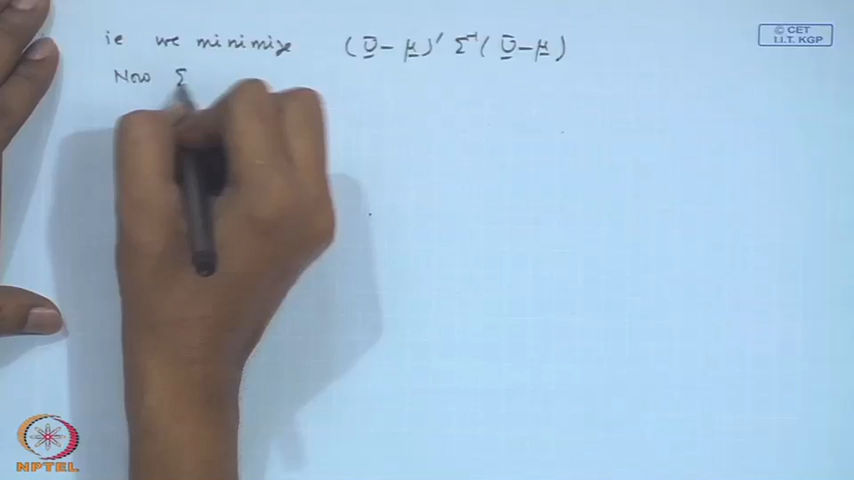 ie we minimize (U̅ - μ)' Σ⁻¹ (U̅ - μ)
Now Σ
© CET
I.I.T. KGP
NPTEL